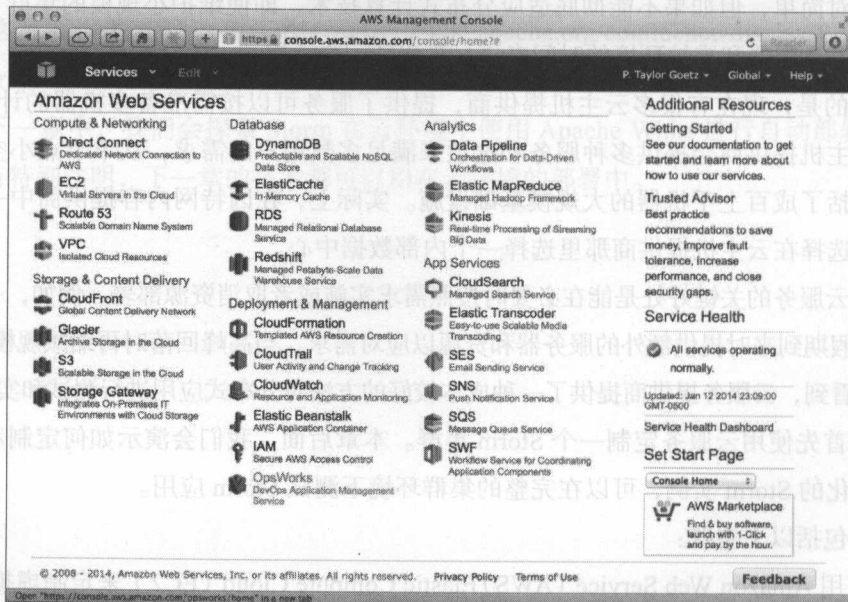 AWS Management Console
https console.aws.amazon.com/console/home?#
Reader
Services
Edit
P. Taylor Goetz
Global
Help
Amazon Web Services
Compute & Networking
Direct Connect
Dedicated Network Connection to
AWS
EC2
Virtual Servers in the Cloud
Route 53
Scalable Domain Name System
VPC
Isolated Cloud Resources
Storage & Content Delivery
CloudFront
Global Content Delivery Network
Glacier
Archive Storage in the Cloud
S3
Scalable Storage in the Cloud
Storage Gateway
Integrates On-Premises IT
Environments with Cloud Storage
Database
DynamoDB
Predictable and Scalable NoSQL
Data Store
ElastiCache
In-Memory Cache
RDS
Managed Relational Database
Service
Redshift
Managed Petabyte-Scale Data
Warehouse
Deployment & Management
CloudFormation
Templated AWS Resource Creation
CloudTrail
User Activity and Change Tracking
CloudWatch
Resource and Application Monitoring
Elastic Beanstalk
AWS Application Container
IAM
Secure AWS Access Control
OpsWorks
DevOps Application Management
Service
Analytics
Data Pipeline
Orchestration for Data-Driven
Workflows
Elastic MapReduce
Managed Hadoop Framework
Kinesis
Real-time Processing of Streaming
Big Data
App Services
CloudSearch
Managed Search Service
Elastic Transcoder
Easy-to-use Scalable Media
Transcoding
SES
Email Sending Service
SNS
Push Notification Service
SQS
Message Queue Service
SWF
Workflow Service for Coordinating
Application Components
Additional Resources
Getting Started
See our documentation to get
started and learn more about
how to use our services.
Trusted Advisor
Best practice
recommendations to save
money, improve fault
tolerance, increase
performance, and close
security gaps.
Service Health
All services operating
normally.
Updated: Jan 12 2014 23:09:00
GMT-0500
Service Health Dashboard
Set Start Page
Console Home
AWS Marketplace
Find & buy software,
launch with 1-Click
and pay by the hour.
© 2008 - 2014, Amazon Web Services, Inc. or its affiliates. All rights reserved.
Privacy Policy
Terms of Use
Feedback
Open "https://console.aws.amazon.com/opsworks/home" in a new tab